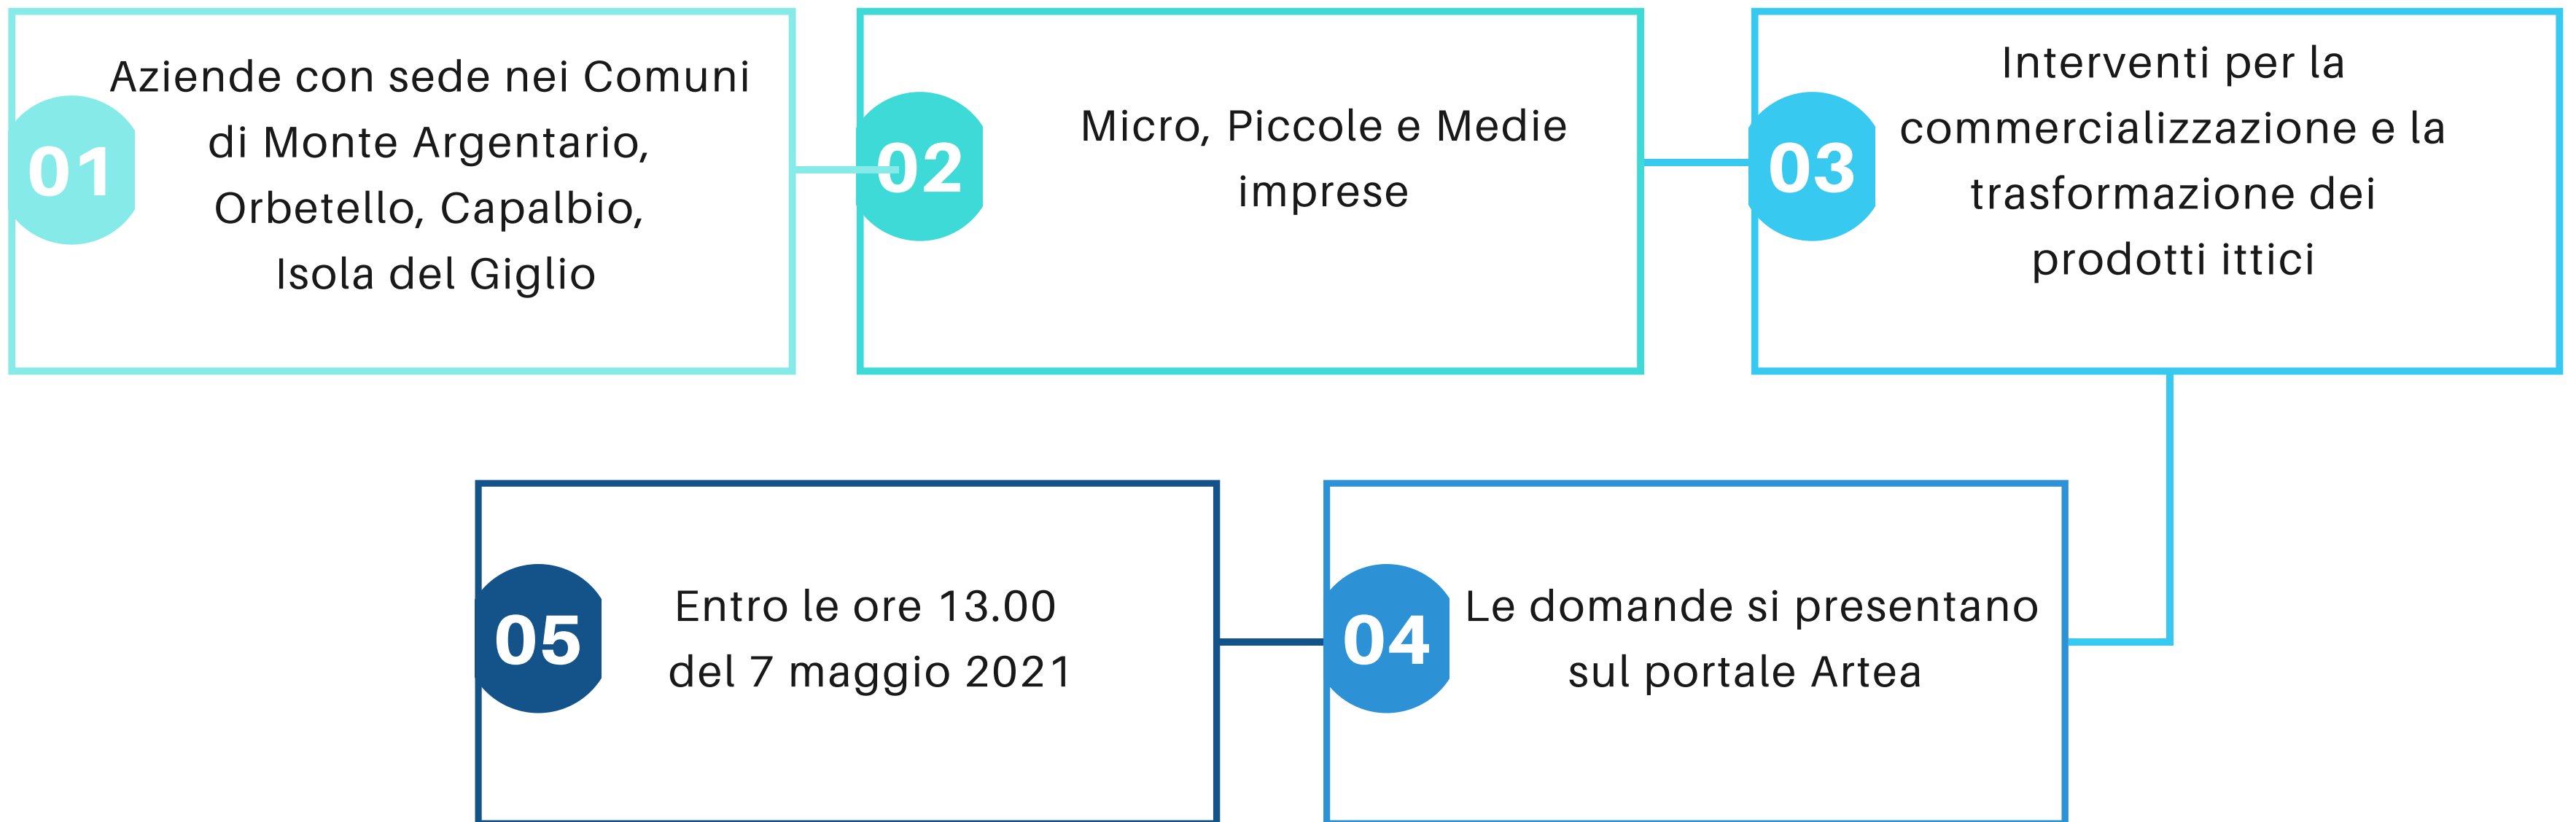 01
Aziende con sede nei Comuni
di Monte Argentario,
Orbetello, Capalbio,
Isola del Giglio
02
Micro, Piccole e Medie
imprese
03
Interventi per la
commercializzazione e la
trasformazione dei
prodotti ittici
04
Le domande si presentano
sul portale Artea
05
Entro le ore 13.00
del 7 maggio 2021